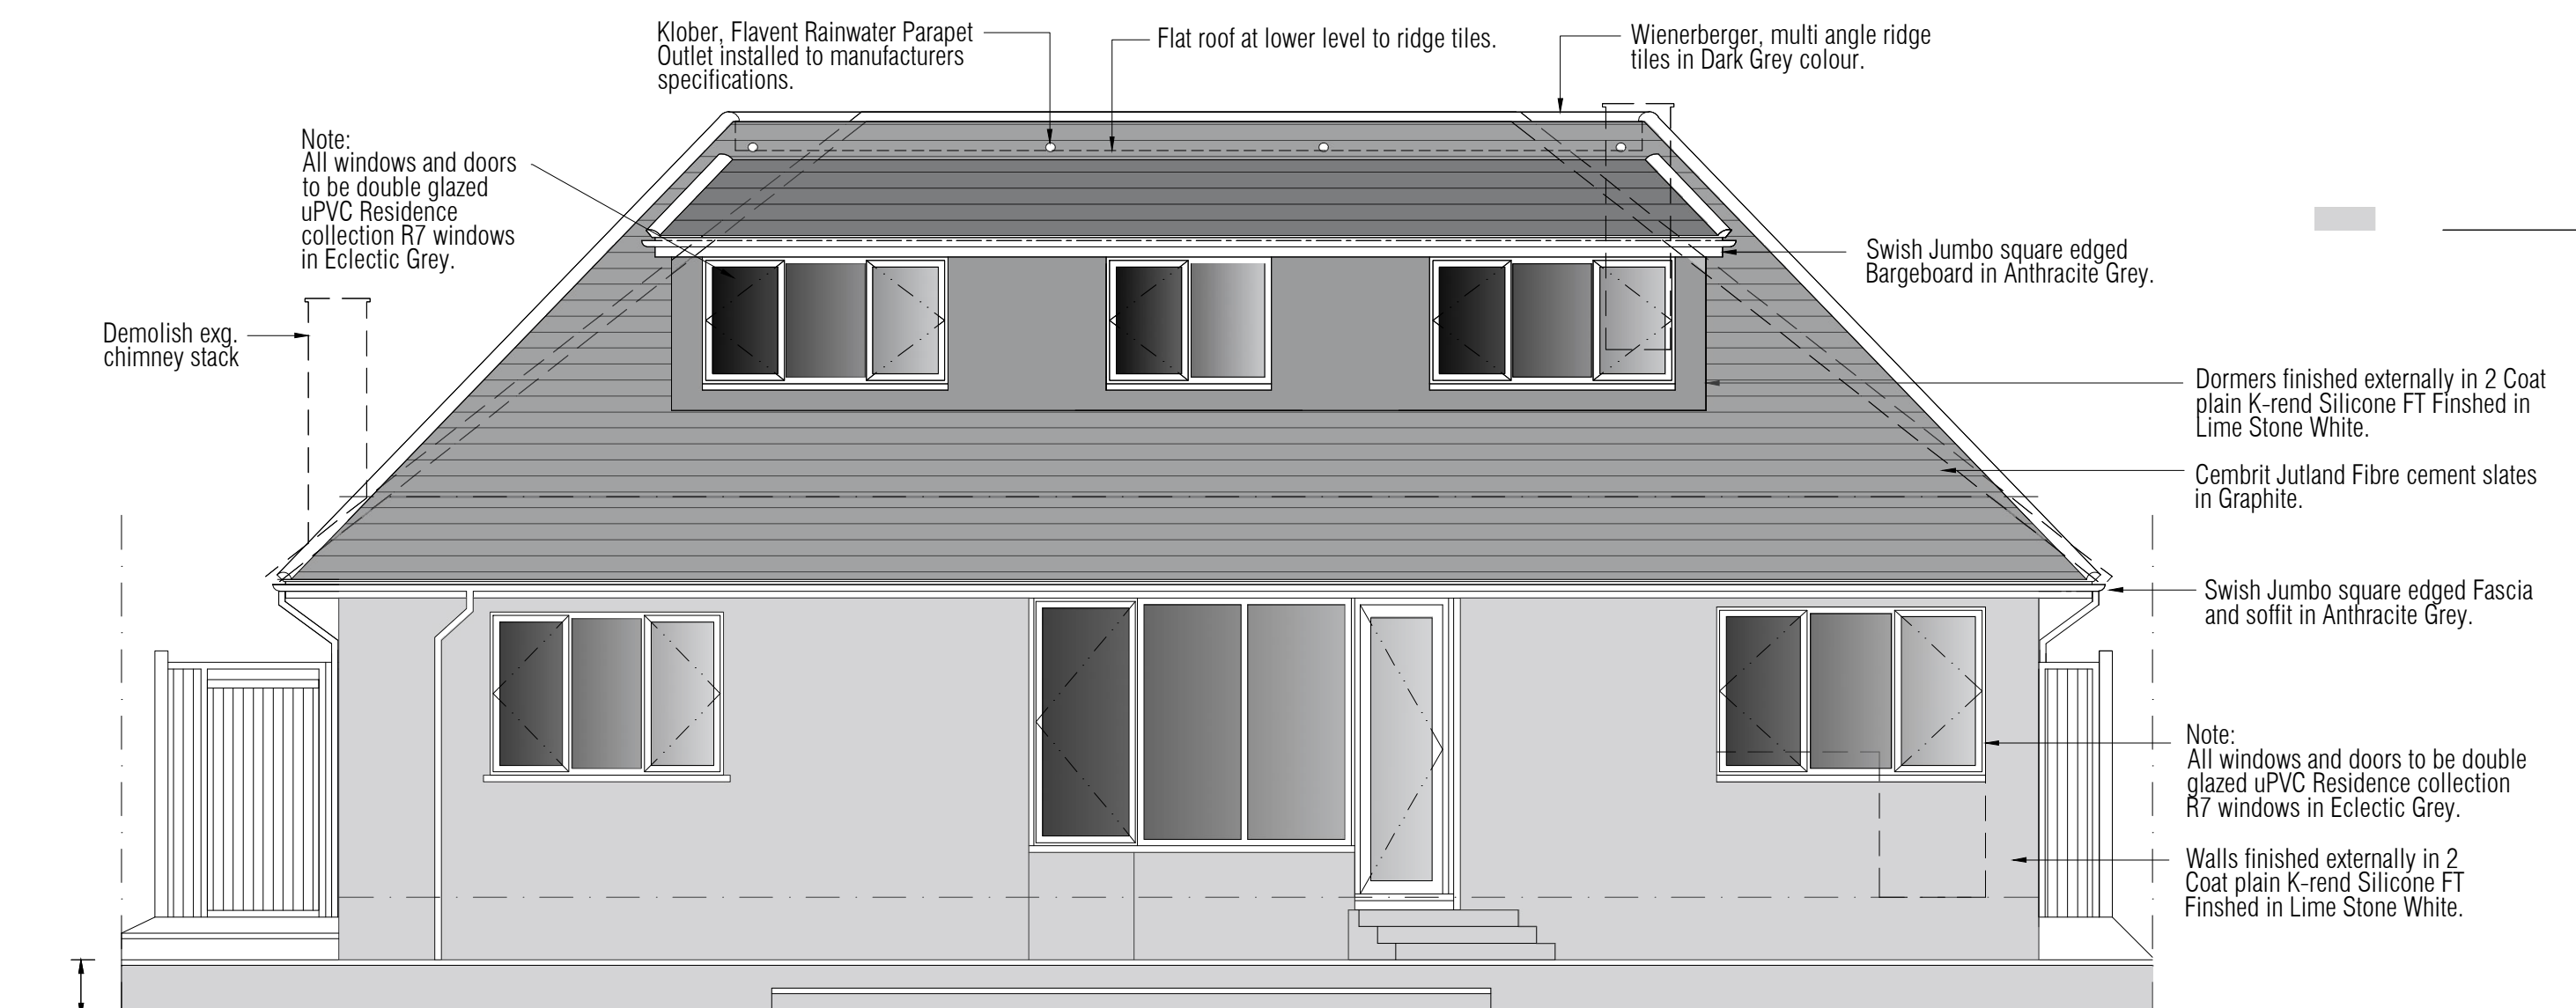 Klober, Flavent Rainwater Parapet
Outlet installed to manufacturers
specifications.
Flat roof at lower level to ridge tiles.
Wienerberger, multi angle ridge
tiles in Dark Grey colour.
Note:
All windows and doors
to be double glazed
uPVC Residence
collection R7 windows
in Eclectic Grey.
Swish Jumbo square edged
Bargeboard in Anthracite Grey.
Demolish exg.
chimney stack
Dormers finished externally in 2 Coat
plain K-rend Silicone FT Finshed in
Lime Stone White.
Cembrit Jutland Fibre cement slates
in Graphite.
Swish Jumbo square edged Fascia
and soffit in Anthracite Grey.
Note:
All windows and doors to be double
glazed uPVC Residence collection
R7 windows in Eclectic Grey.
Walls finished externally in 2
Coat plain K-rend Silicone FT
Finshed in Lime Stone White.